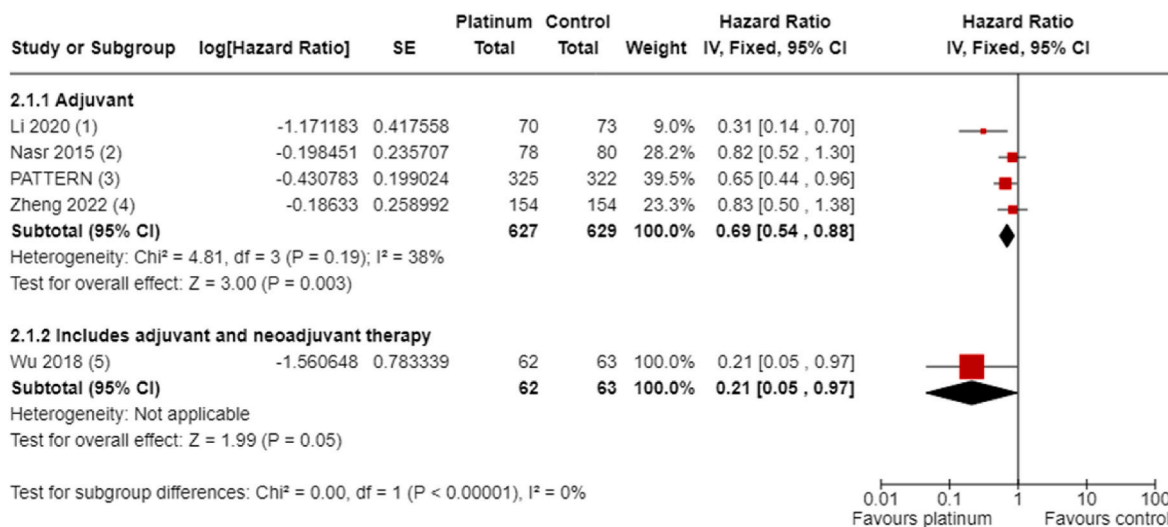 Platinum Control Hazard Ratio Hazard Ratio
Study or Subgroup log[Hazard Ratio] SE Total Total Weight IV, Fixed, 95% CI IV, Fixed, 95% CI
2.1.1 Adjuvant
Li 2020 (1) -1.171183 0.417558 70 73 9.0% 0.31 [0.14 , 0.70]
Nasr 2015 (2) -0.198451 0.235707 78 80 28.2% 0.82 [0.52 , 1.30]
PATTERN (3) -0.430783 0.199024 325 322 39.5% 0.65 [0.44 , 0.96]
Zheng 2022 (4) -0.18633 0.258992 154 154 23.3% 0.83 [0.50 , 1.38]
Subtotal (95% CI) 627 629 100.0% 0.69 [0.54 , 0.88]
Heterogeneity: Chi² = 4.81, df = 3 (P = 0.19); I² = 38%
Test for overall effect: Z = 3.00 (P = 0.003)
2.1.2 Includes adjuvant and neoadjuvant therapy
Wu 2018 (5) -1.560648 0.783339 62 63 100.0% 0.21 [0.05 , 0.97]
Subtotal (95% CI) 62 63 100.0% 0.21 [0.05 , 0.97]
Heterogeneity: Not applicable
Test for overall effect: Z = 1.99 (P = 0.05)
Test for subgroup differences: Chi² = 0.00, df = 1 (P < 0.00001), I² = 0%
0.01 0.1 1 10 100
Favours platinum Favours control